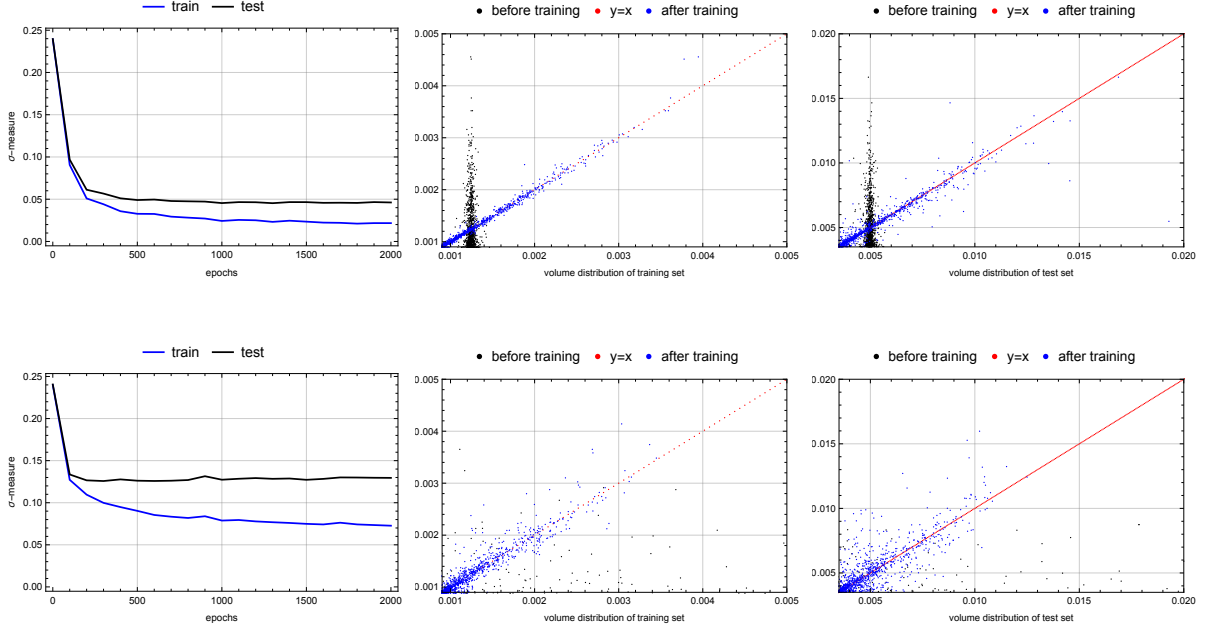 train test
0.25
0.20
0.15
0.10
0.05
0.00
σ-measure
0 500 1000 1500 2000
epochs
before training y=x after training
0.005
0.004
0.003
0.002
0.001
0.001 0.002 0.003 0.004 0.005
volume distribution of training set
before training y=x after training
0.020
0.015
0.010
0.005
0.005 0.010 0.015 0.020
volume distribution of test set
train test
0.25
0.20
0.15
0.10
0.05
0.00
σ-measure
0 500 1000 1500 2000
epochs
before training y=x after training
0.005
0.004
0.003
0.002
0.001
0.001 0.002 0.003 0.004 0.005
volume distribution of training set
before training y=x after training
0.020
0.015
0.010
0.005
0.005 0.010 0.015 0.020
volume distribution of test set